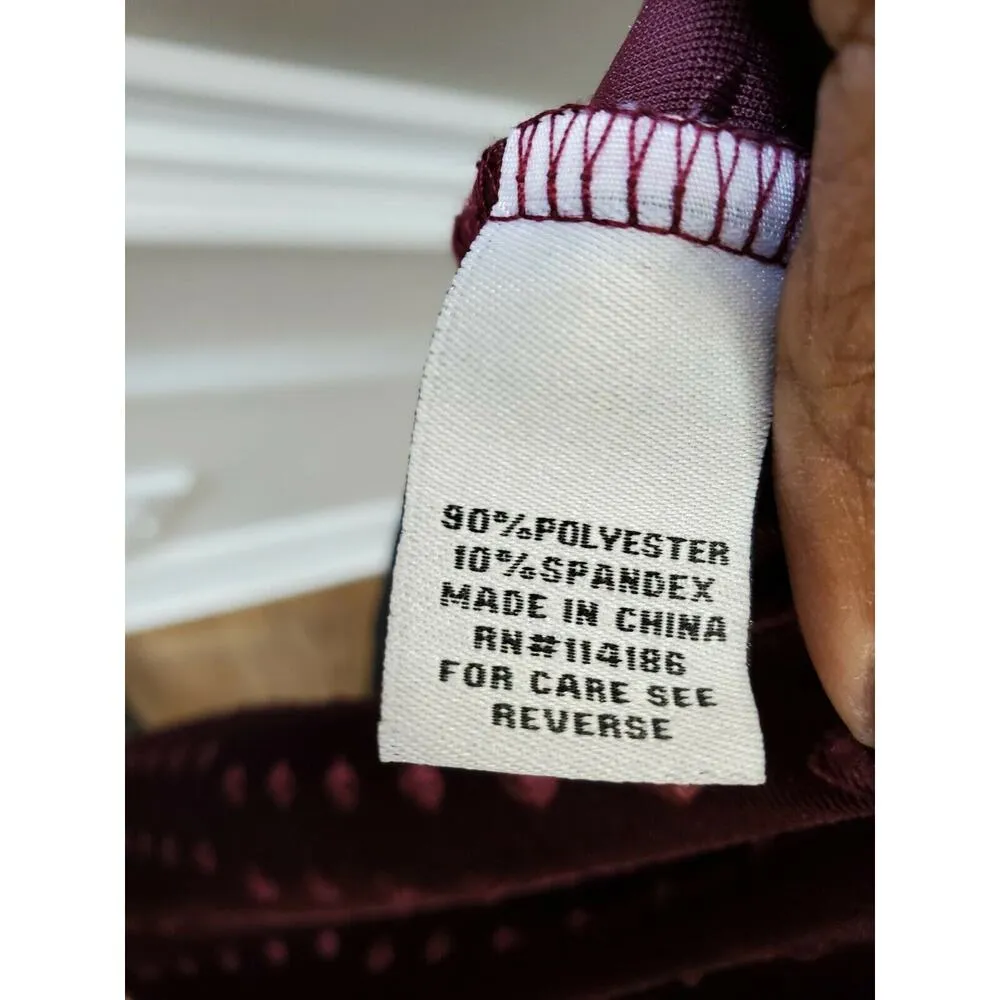 90%POLYESTER
10%SPANDEX
MADE IN CHINA
RN#114186
FOR CARE SEE
REVERSE